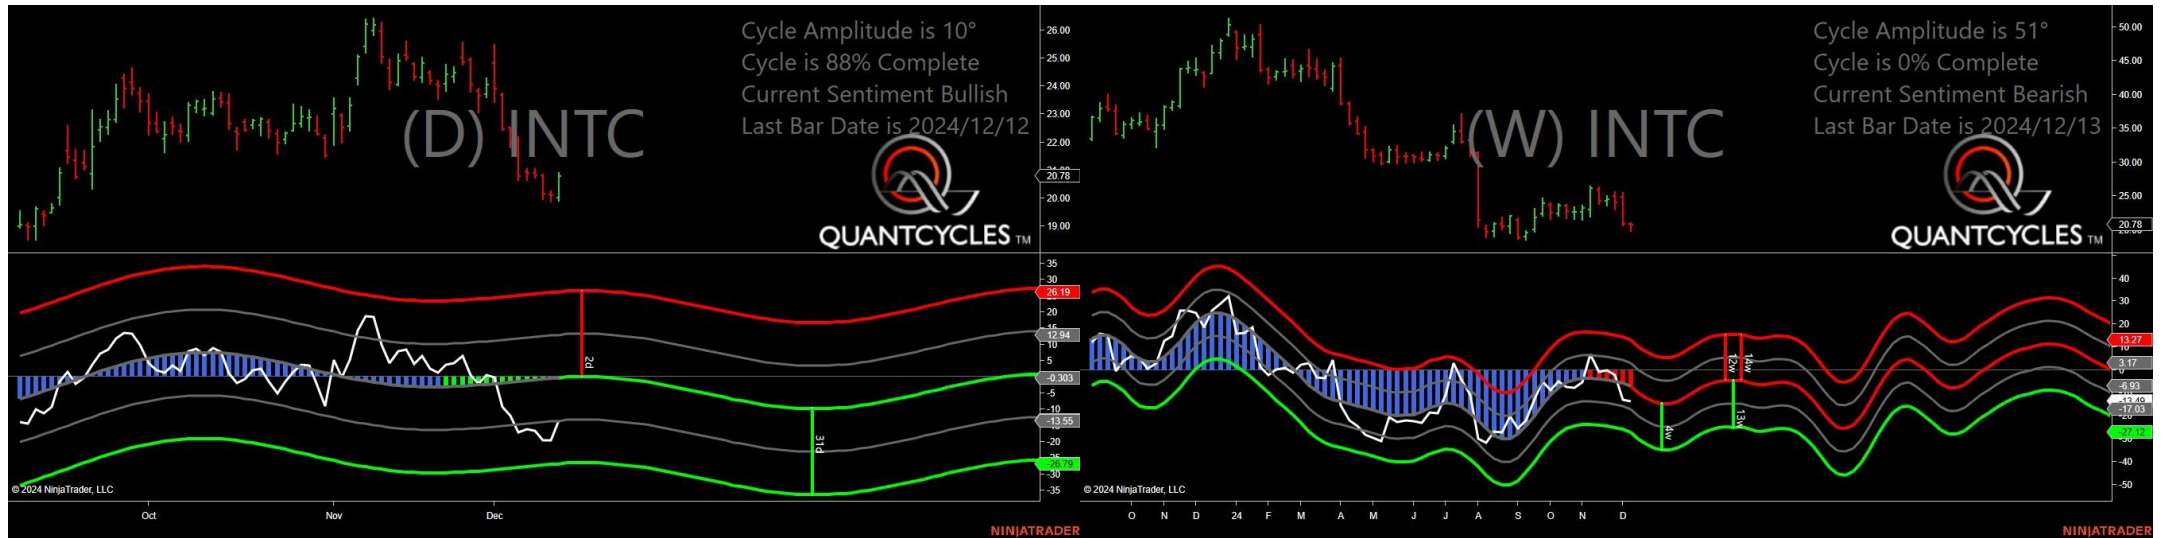 Cycle Amplitude is 10°
Cycle is 88% Complete
Current Sentiment Bullish
Last Bar Date is 2024/12/12
(D) INTC
QUANTCYCLES TM
26.00
25.00
24.00
23.00
22.00
20.78
20.00
19.00
35
30
26.19
20
12.94
10
5
-0.303
-5
-10
-13.55
-20
-26.79
-30
-35
2d
31d
© 2024 NinjaTrader, LLC
Oct Nov Dec
NINJATRADER
Cycle Amplitude is 51°
Cycle is 0% Complete
Current Sentiment Bearish
Last Bar Date is 2024/12/13
(W) INTC
QUANTCYCLES TM
50.00
45.00
40.00
35.00
30.00
25.00
20.78
40
30
20
13.27
3.17
-6.93
-13.49
-17.03
-27.12
-40
-50
12w
14w
4w
13w
© 2024 NinjaTrader, LLC
O N D 24 F M A M J J A S O N D
NINJATRADER